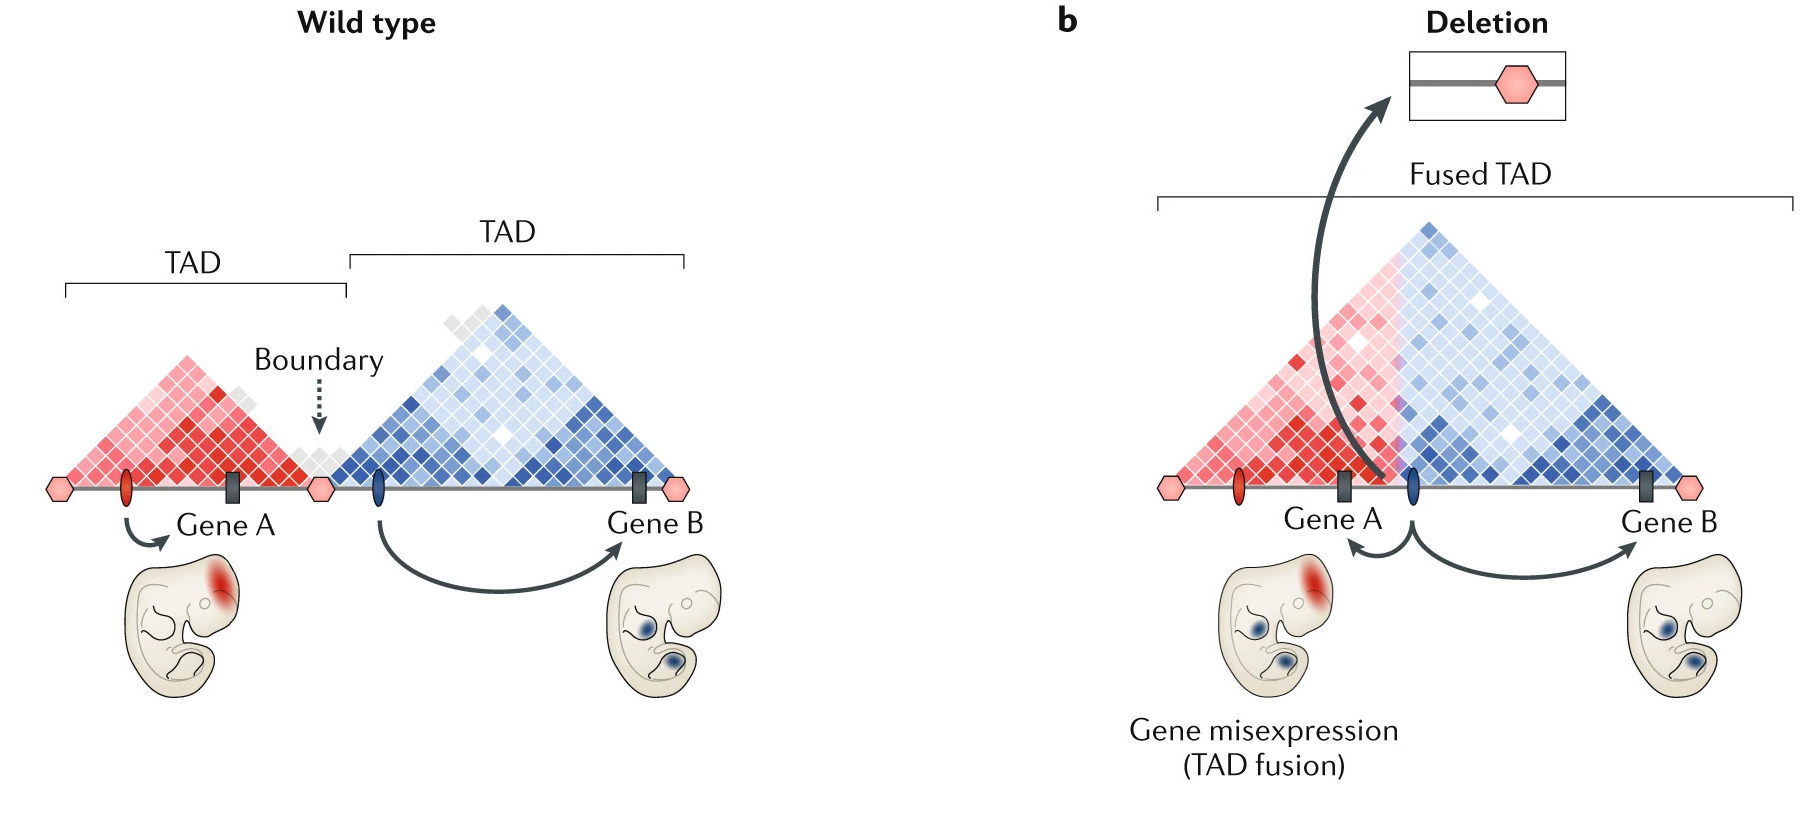 Wild type
TAD
TAD
Boundary
Gene A
Gene B
b
Deletion
Fused TAD
Gene A
Gene B
Gene misexpression
(TAD fusion)